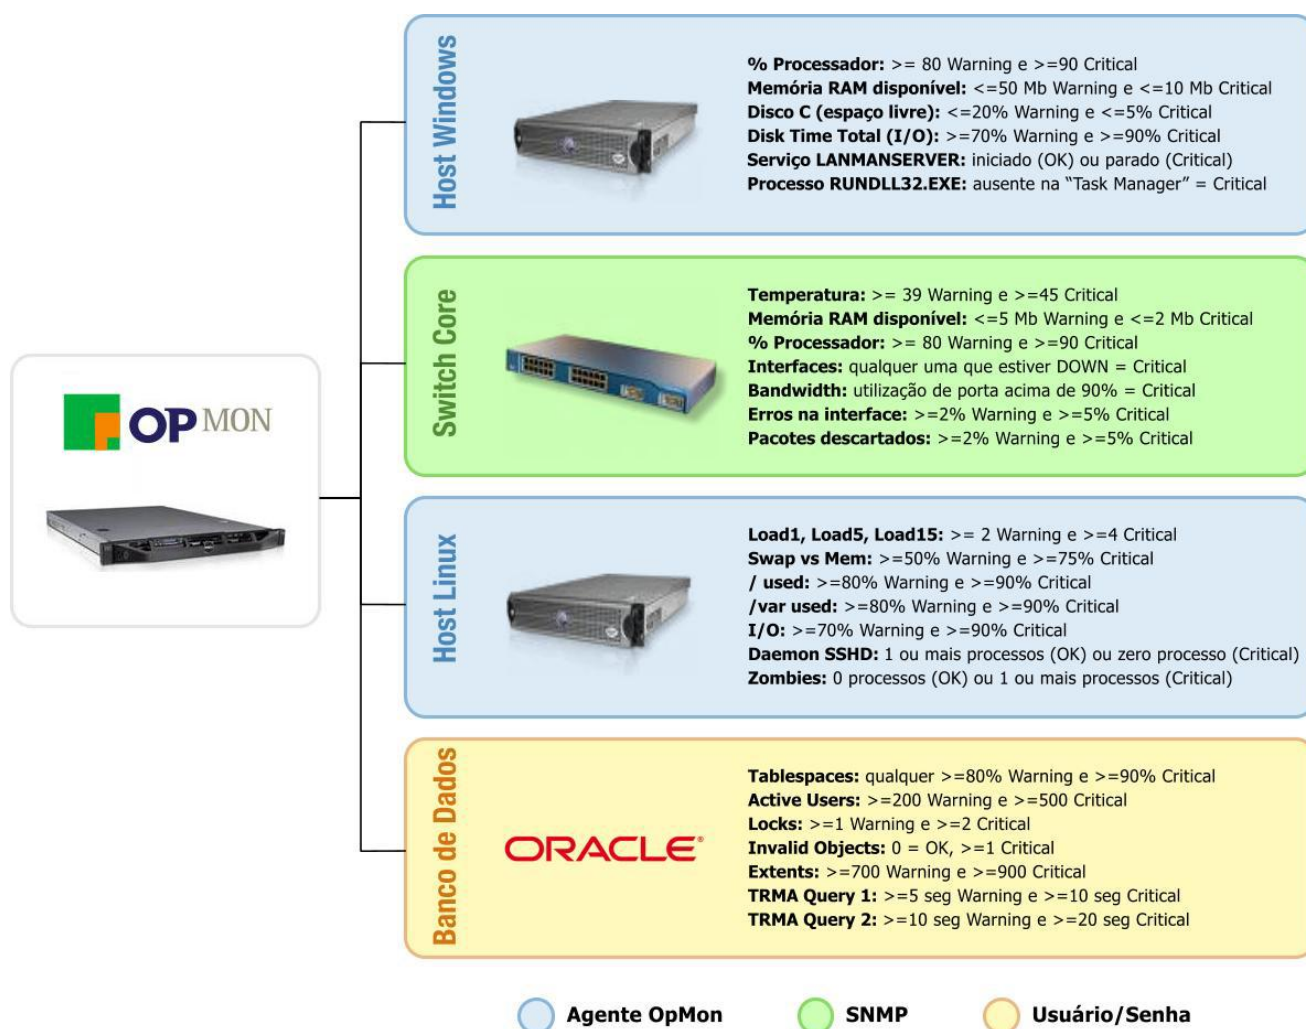 OP MON
Host Windows
% Processador: >= 80 Warning e >=90 Critical
Memória RAM disponível: <=50 Mb Warning e <=10 Mb Critical
Disco C (espaço livre): <=20% Warning e <=5% Critical
Disk Time Total (I/O): >=70% Warning e >=90% Critical
Serviço LANMANSERVER: iniciado (OK) ou parado (Critical)
Processo RUNDLL32.EXE: ausente na “Task Manager” = Critical
Switch Core
Temperatura: >= 39 Warning e >=45 Critical
Memória RAM disponível: <=5 Mb Warning e <=2 Mb Critical
% Processador: >= 80 Warning e >=90 Critical
Interfaces: qualquer uma que estiver DOWN = Critical
Bandwidth: utilização de porta acima de 90% = Critical
Erros na interface: >=2% Warning e >=5% Critical
Pacotes descartados: >=2% Warning e >=5% Critical
Host Linux
Load1, Load5, Load15: >= 2 Warning e >=4 Critical
Swap vs Mem: >=50% Warning e >=75% Critical
/ used: >=80% Warning e >=90% Critical
/var used: >=80% Warning e >=90% Critical
I/O: >=70% Warning e >=90% Critical
Daemon SSHD: 1 ou mais processos (OK) ou zero processo (Critical)
Zombies: 0 processos (OK) ou 1 ou mais processos (Critical)
Banco de Dados
ORACLE®
Tablespaces: qualquer >=80% Warning e >=90% Critical
Active Users: >=200 Warning e >=500 Critical
Locks: >=1 Warning e >=2 Critical
Invalid Objects: 0 = OK, >=1 Critical
Extents: >=700 Warning e >=900 Critical
TRMA Query 1: >=5 seg Warning e >=10 seg Critical
TRMA Query 2: >=10 seg Warning e >=20 seg Critical
Agente OpMon
SNMP
Usuário/Senha